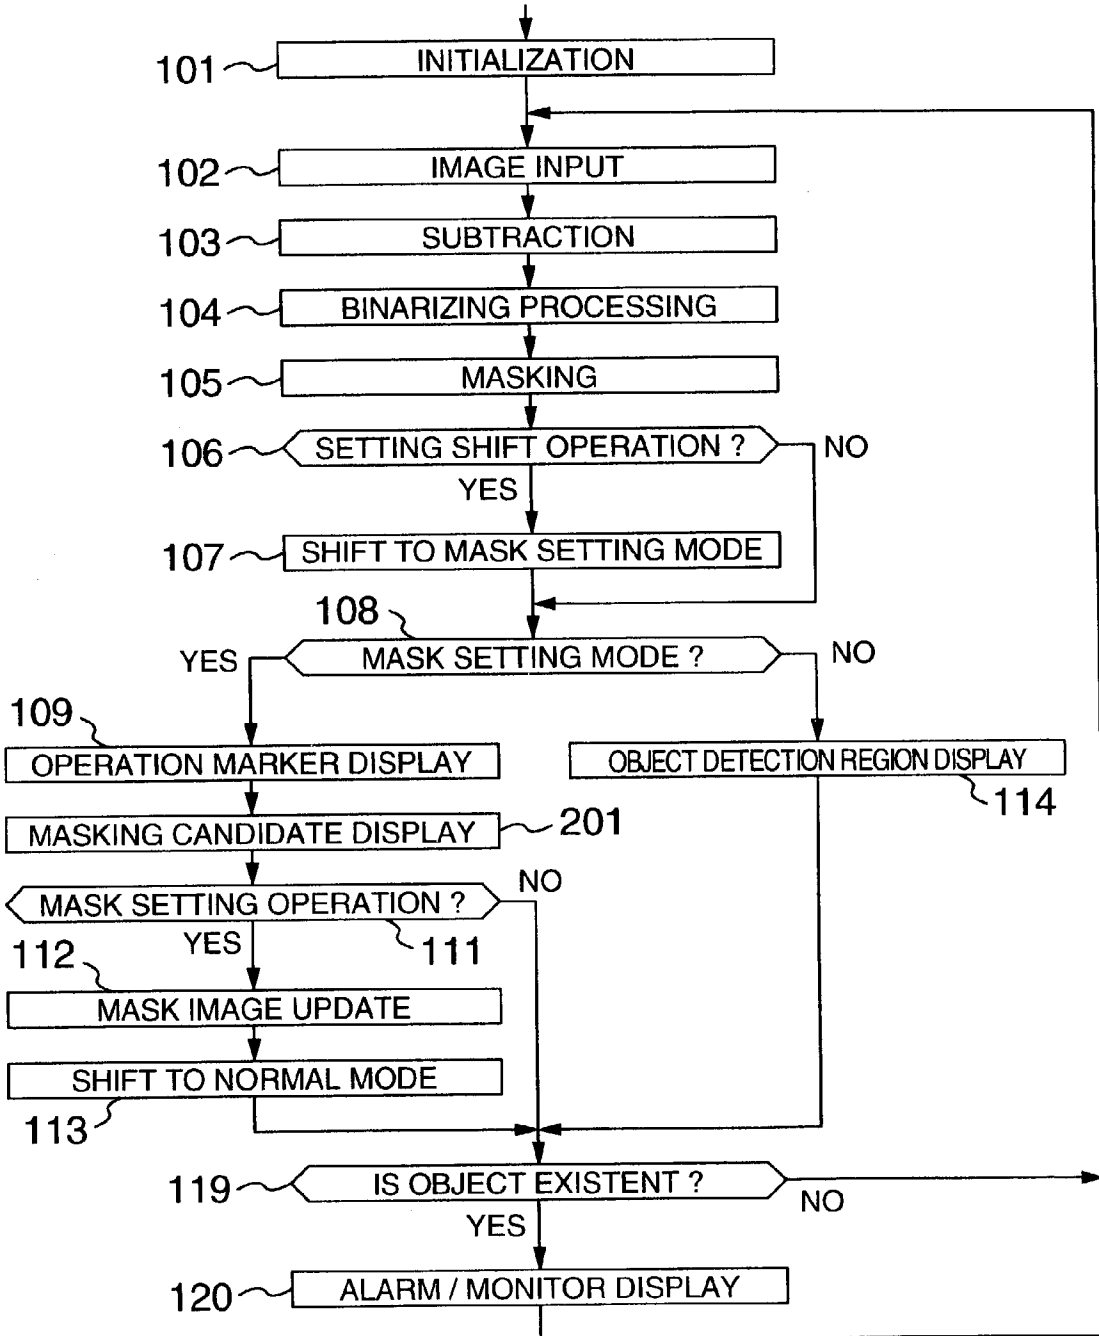 101 INITIALIZATION
102 IMAGE INPUT
103 SUBTRACTION
104 BINARIZING PROCESSING
105 MASKING
106 SETTING SHIFT OPERATION ? NO
YES
107 SHIFT TO MASK SETTING MODE
108
YES MASK SETTING MODE ? NO
109
OPERATION MARKER DISPLAY
OBJECT DETECTION REGION DISPLAY
114
MASKING CANDIDATE DISPLAY 201
MASK SETTING OPERATION ? NO
YES 111
112
MASK IMAGE UPDATE
SHIFT TO NORMAL MODE
113
119 IS OBJECT EXISTENT ? NO
YES
120 ALARM / MONITOR DISPLAY